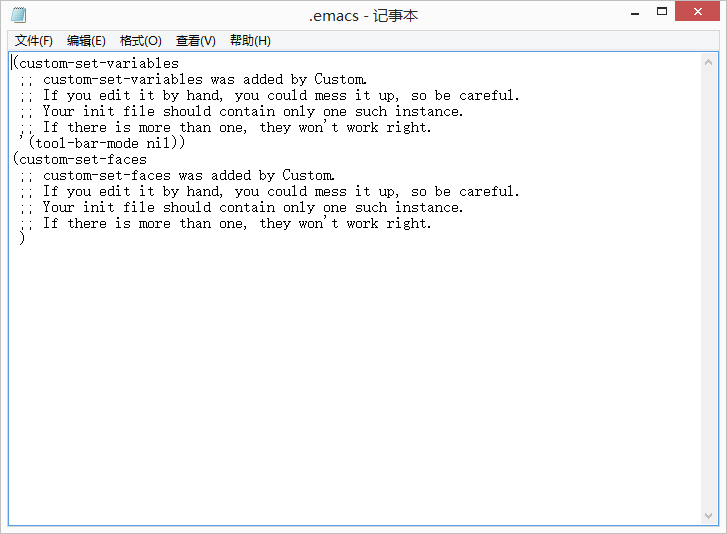 .emacs - 记事本
文件(F) 编辑(E) 格式(O) 查看(V) 帮助(H)
(custom-set-variables
 ;; custom-set-variables was added by Custom.
 ;; If you edit it by hand, you could mess it up, so be careful.
 ;; Your init file should contain only one such instance.
 ;; If there is more than one, they won't work right.
 '(tool-bar-mode nil))
(custom-set-faces
 ;; custom-set-faces was added by Custom.
 ;; If you edit it by hand, you could mess it up, so be careful.
 ;; Your init file should contain only one such instance.
 ;; If there is more than one, they won't work right.
 )